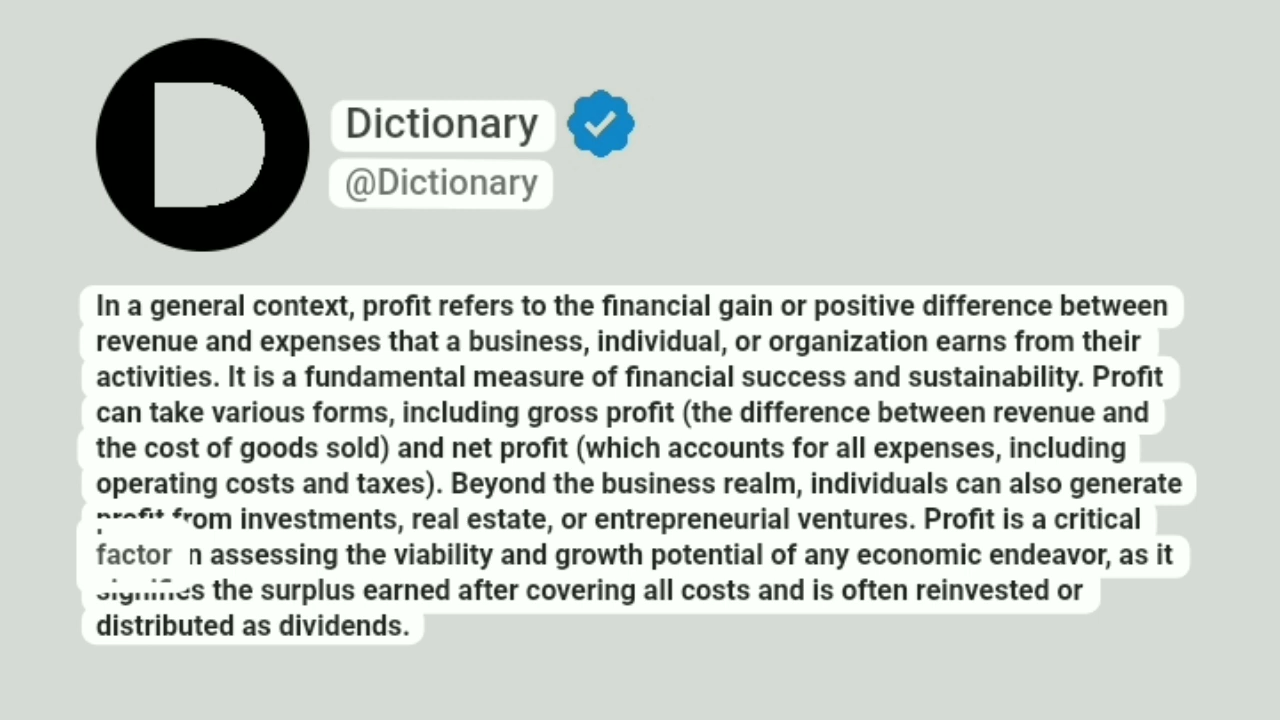 D
Dictionary
@Dictionary
In a general context, profit refers to the financial gain or positive difference between
revenue and expenses that a business, individual, or organization earns from their
activities. It is a fundamental measure of financial success and sustainability. Profit
can take various forms, including gross profit (the difference between revenue and
the cost of goods sold) and net profit (which accounts for all expenses, including
operating costs and taxes). Beyond the business realm, individuals can also generate
profit from investments, real estate, or entrepreneurial ventures. Profit is a critical
factor n assessing the viability and growth potential of any economic endeavor, as it
signifies the surplus earned after covering all costs and is often reinvested or
distributed as dividends.